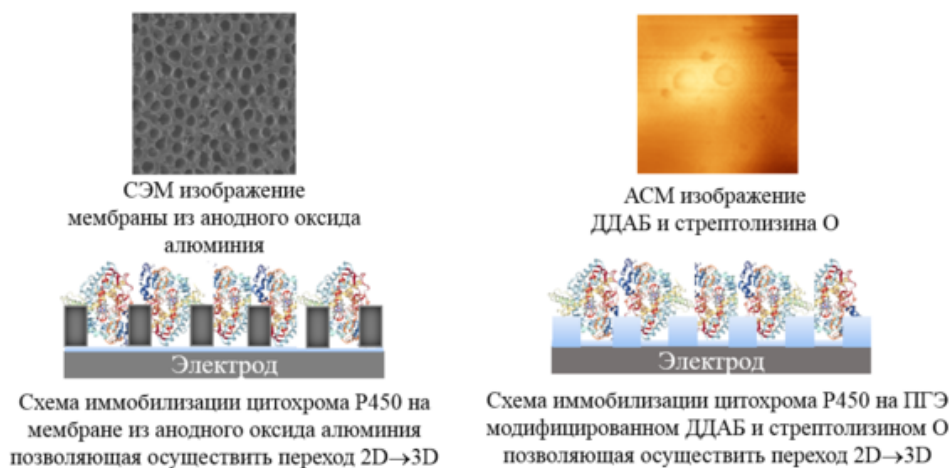 СЭМ изображение
мембраны из анодного оксида
алюминия
АСМ изображение
ДДАБ и стрептолизина О
Электрод
Схема иммобилизации цитохрома Р450 на
мембране из анодного оксида алюминия
позволяющая осуществить переход 2D→3D
Электрод
Схема иммобилизации цитохрома Р450 на ПГЭ
модифицированном ДДАБ и стрептолизином О
позволяющая осуществить переход 2D→3D